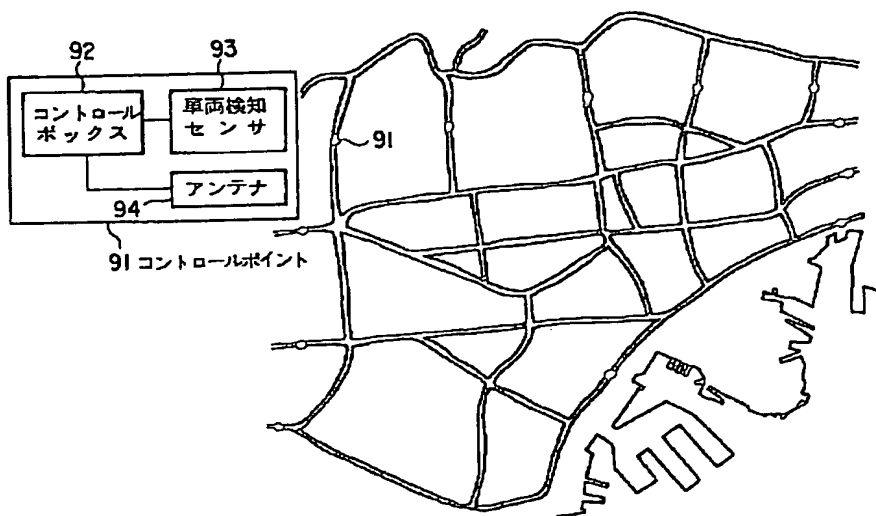 92
93
コントロール
ボックス
車両検知
センサ
アンテナ
94
91 コントロールポイント
91